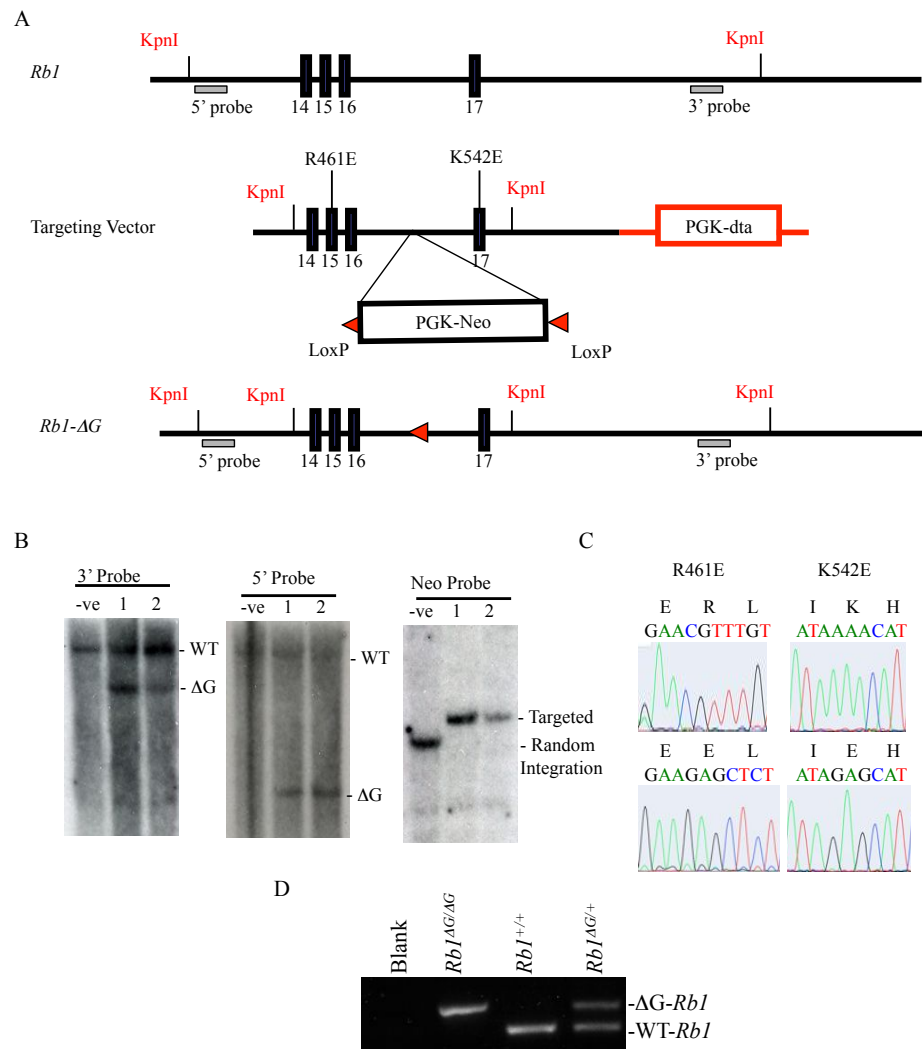 A
KpnI
KpnI
Rb1
5’ probe
14 15 16
17
3’ probe
R461E
K542E
KpnI
KpnI
Targeting Vector
PGK-dta
14 15 16
17
PGK-Neo
LoxP
LoxP
KpnI
KpnI
KpnI
KpnI
Rb1-ΔG
5’ probe
14 15 16
17
3’ probe
B
3’ Probe
-ve 1 2
- WT
- ΔG
5’ Probe
-ve 1 2
- WT
- ΔG
Neo Probe
-ve 1 2
- Targeted
- Random
Integration
C
R461E
K542E
E R L
I K H
GAACGTTTGT
ATAAAACAT
E E L
I E H
GAAGAGCTCT
ATAGAGCAT
D
Blank
Rb1ΔG/ΔG
Rb1+/+
Rb1ΔG/+
-ΔG-Rb1
-WT-Rb1